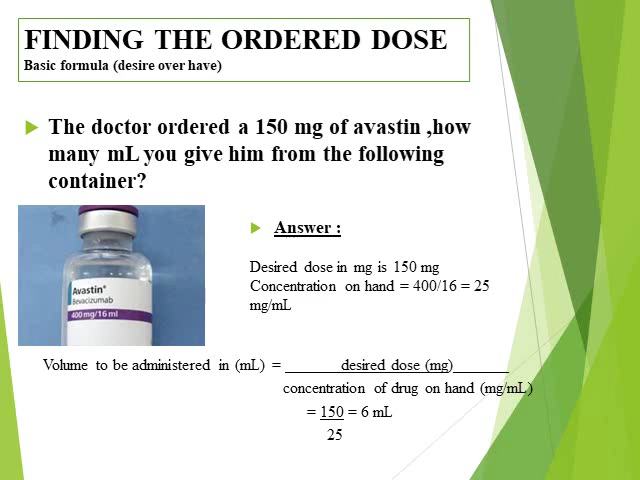 FINDING THE ORDERED DOSE
Basic formula (desire over have)
The doctor ordered a 150 mg of avastin ,how
many mL you give him from the following
container?
Avastin®
Bevacizumab
400 mg/16 ml
Answer :
Desired dose in mg is 150 mg
Concentration on hand = 400/16 = 25
mg/mL
Volume to be administered in (mL) = desired dose (mg)
concentration of drug on hand (mg/mL)
= 150 = 6 mL
25